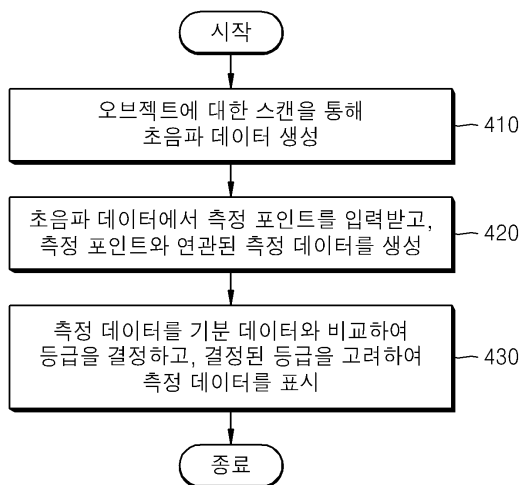 시작
오브젝트에 대한 스캔을 통해
초음파 데이터 생성
410
초음파 데이터에서 측정 포인트를 입력받고,
측정 포인트와 연관된 측정 데이터를 생성
420
측정 데이터를 기분 데이터와 비교하여
등급을 결정하고, 결정된 등급을 고려하여
측정 데이터를 표시
430
종료